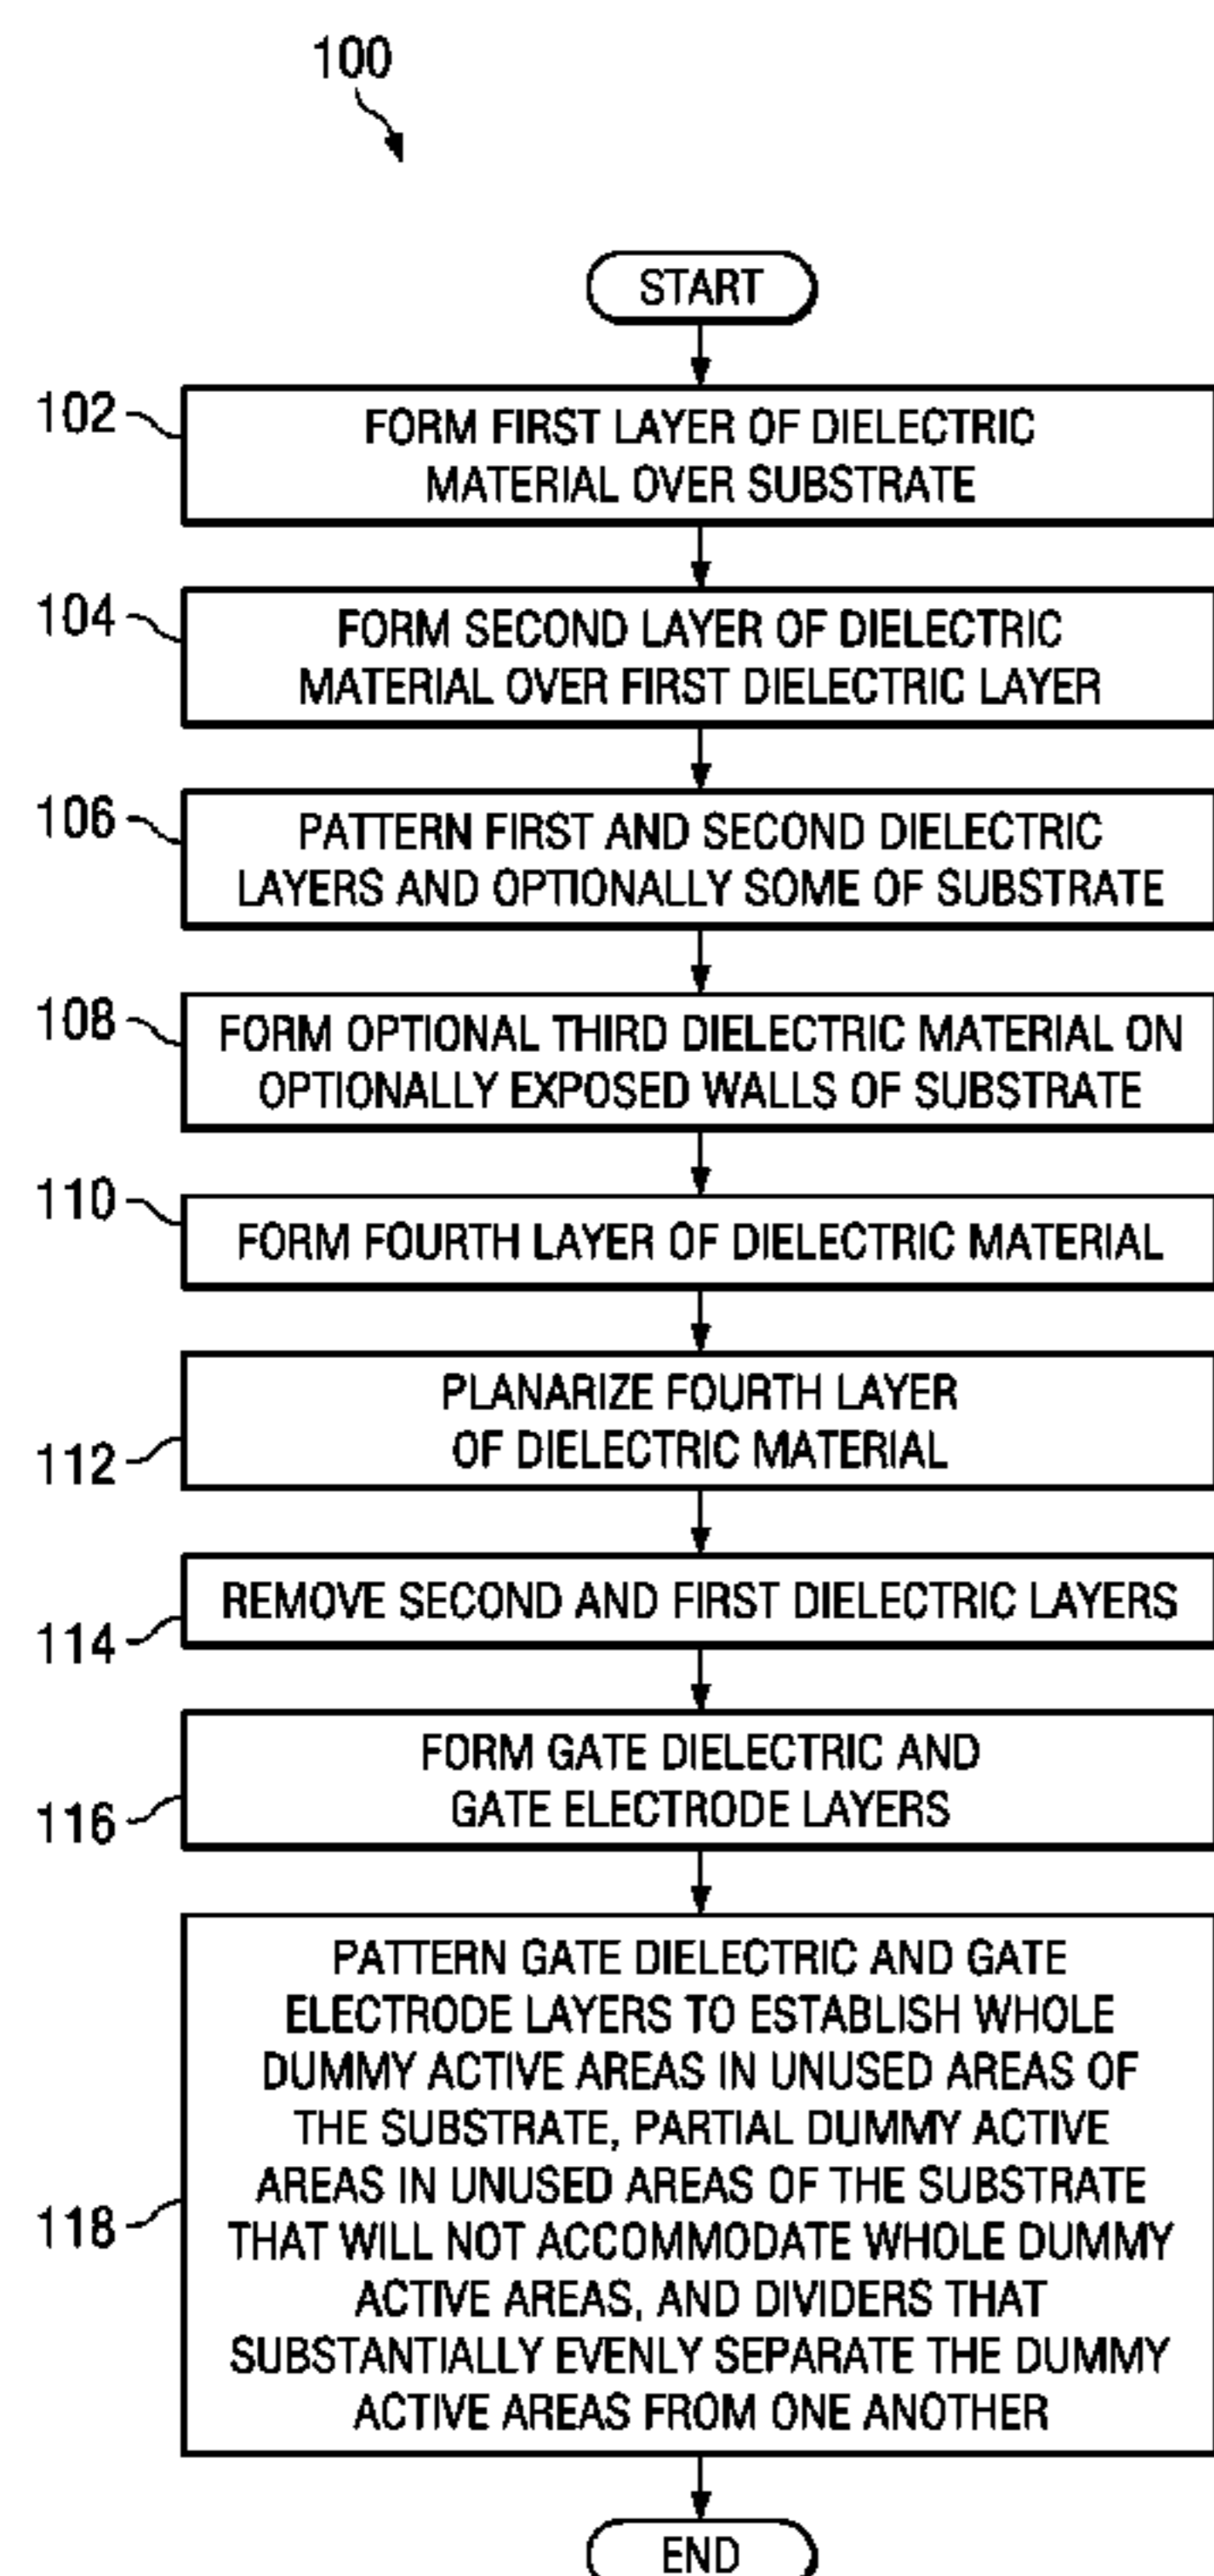 100
START
102
FORM FIRST LAYER OF DIELECTRIC
MATERIAL OVER SUBSTRATE
104
FORM SECOND LAYER OF DIELECTRIC
MATERIAL OVER FIRST DIELECTRIC LAYER
106
PATTERN FIRST AND SECOND DIELECTRIC
LAYERS AND OPTIONALLY SOME OF SUBSTRATE
108
FORM OPTIONAL THIRD DIELECTRIC MATERIAL ON
OPTIONALLY EXPOSED WALLS OF SUBSTRATE
110
FORM FOURTH LAYER OF DIELECTRIC MATERIAL
PLANARIZE FOURTH LAYER
OF DIELECTRIC MATERIAL
112
REMOVE SECOND AND FIRST DIELECTRIC LAYERS
114
FORM GATE DIELECTRIC AND
GATE ELECTRODE LAYERS
116
PATTERN GATE DIELECTRIC AND GATE
ELECTRODE LAYERS TO ESTABLISH WHOLE
DUMMY ACTIVE AREAS IN UNUSED AREAS OF
THE SUBSTRATE, PARTIAL DUMMY ACTIVE
AREAS IN UNUSED AREAS OF THE SUBSTRATE
118
THAT WILL NOT ACCOMMODATE WHOLE DUMMY
ACTIVE AREAS, AND DIVIDERS THAT
SUBSTANTIALLY EVENLY SEPARATE THE DUMMY
ACTIVE AREAS FROM ONE ANOTHER
END